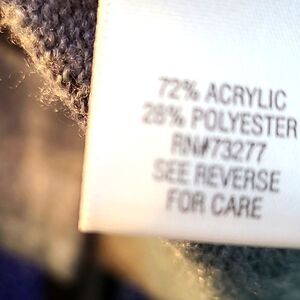 72% ACRYLIC
28% POLYESTER
RN#73277
SEE REVERSE
FOR CARE